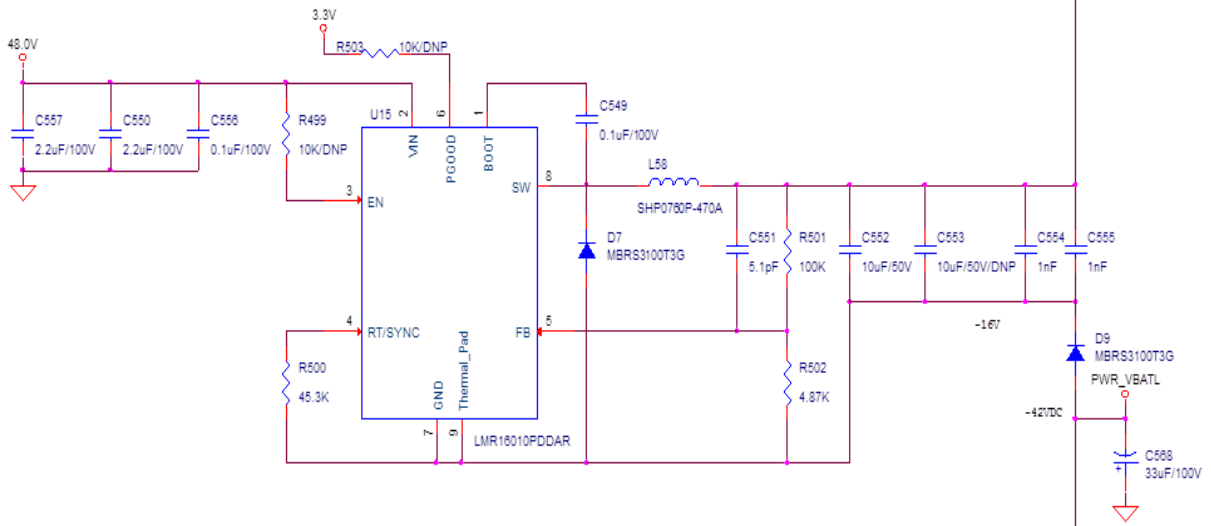 3.3V
48.0V
R503
10K/DNP
C557
2.2uF/100V
C550
2.2uF/100V
C556
0.1uF/100V
R499
10K/DNP
U15
2
6
1
VIN
PGOOD
BOOT
C549
0.1uF/100V
3
EN
SW
8
L58
SHP0760P-470A
D7
MBRS3100T3G
C551
5.1pF
R501
100K
C552
10uF/50V
C553
10uF/50V/DNP
C554
1nF
C555
1nF
4
RT/SYNC
FB
5
-16V
R500
45.3K
GND
Thermal_Pad
7
9
LMR16010PDDAR
R502
4.87K
D9
MBRS3100T3G
PWR_VBATL
-42VDC
C568
+
33uF/100V